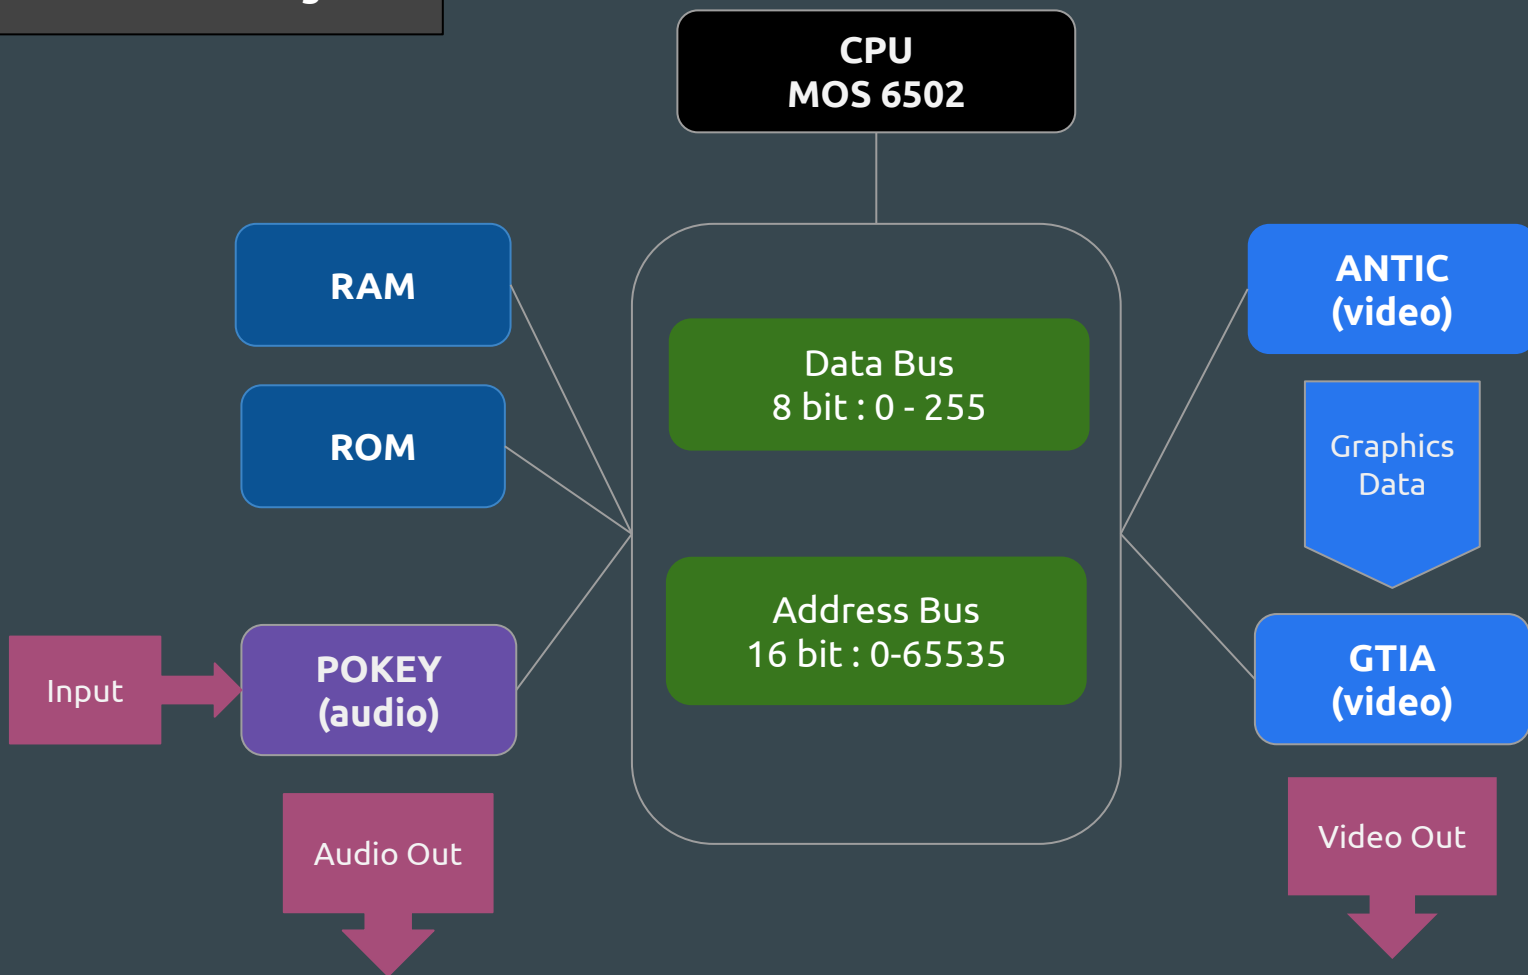 CPU
MOS 6502
RAM
ANTIC
(video)
Data Bus
8 bit : 0 - 255
ROM
Graphics
Data
Address Bus
16 bit : 0-65535
Input
POKEY
(audio)
GTIA
(video)
Audio Out
Video Out